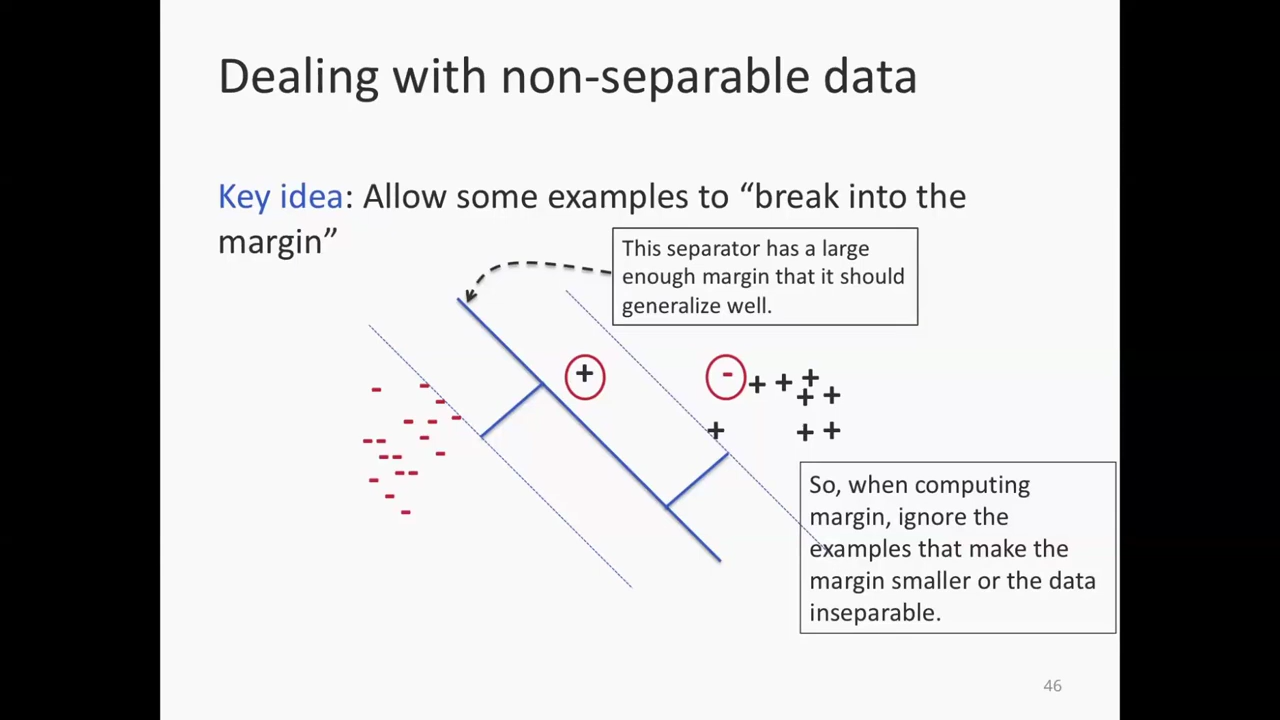 Dealing with non-separable data
Key idea: Allow some examples to “break into the
margin”
This separator has a large
enough margin that it should
generalize well.
So, when computing
margin, ignore the
examples that make the
margin smaller or the data
inseparable.
46